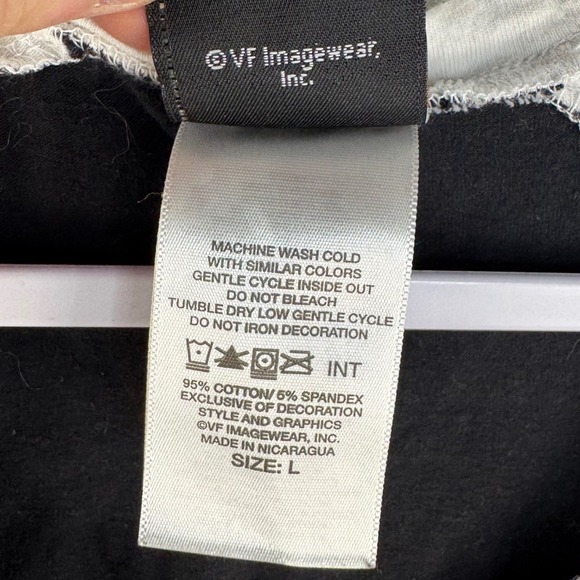 ©VF Imagewear,
Inc.
MACHINE WASH COLD
WITH SIMILAR COLORS
GENTLE CYCLE INSIDE OUT
DO NOT BLEACH
TUMBLE DRY LOW GENTLE CYCLE
DO NOT IRON DECORATION
INT
95% COTTON/ 5% SPANDEX
EXCLUSIVE OF DECORATION
STYLE AND GRAPHICS
©VF IMAGEWEAR, INC.
MADE IN NICARAGUA
SIZE: L